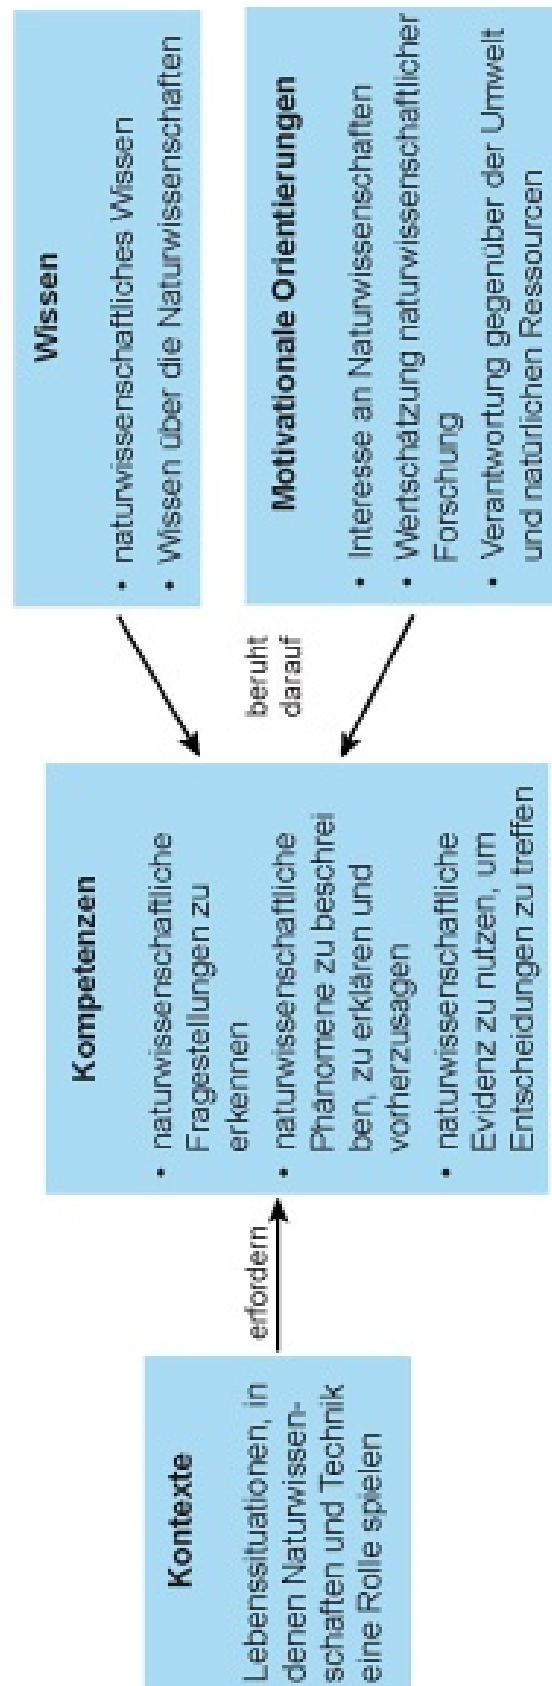 Kontexte
Lebenssituationen, in
denen Naturwissen-
schaften und Technik
eine Rolle spielen
erfordern
Kompetenzen
• naturwissenschaftliche
Fragestellungen zu
erkennen
• naturwissenschaftliche
Phänomene zu beschrei
ben, zu erklären und
vorherzusagen
• naturwissenschaftliche
Evidenz zu nutzen, um
Entscheidungen zu treffen
beruht
darauf
Wissen
• naturwissenschaftliches Wissen
• Wissen über die Naturwissenschaften
Motivationale Orientierungen
• Interesse an Naturwissenschaften
• Wertschätzung naturwissenschaftlicher
Forschung
• Verantwortung gegenüber der Umwelt
und natürlichen Ressourcen